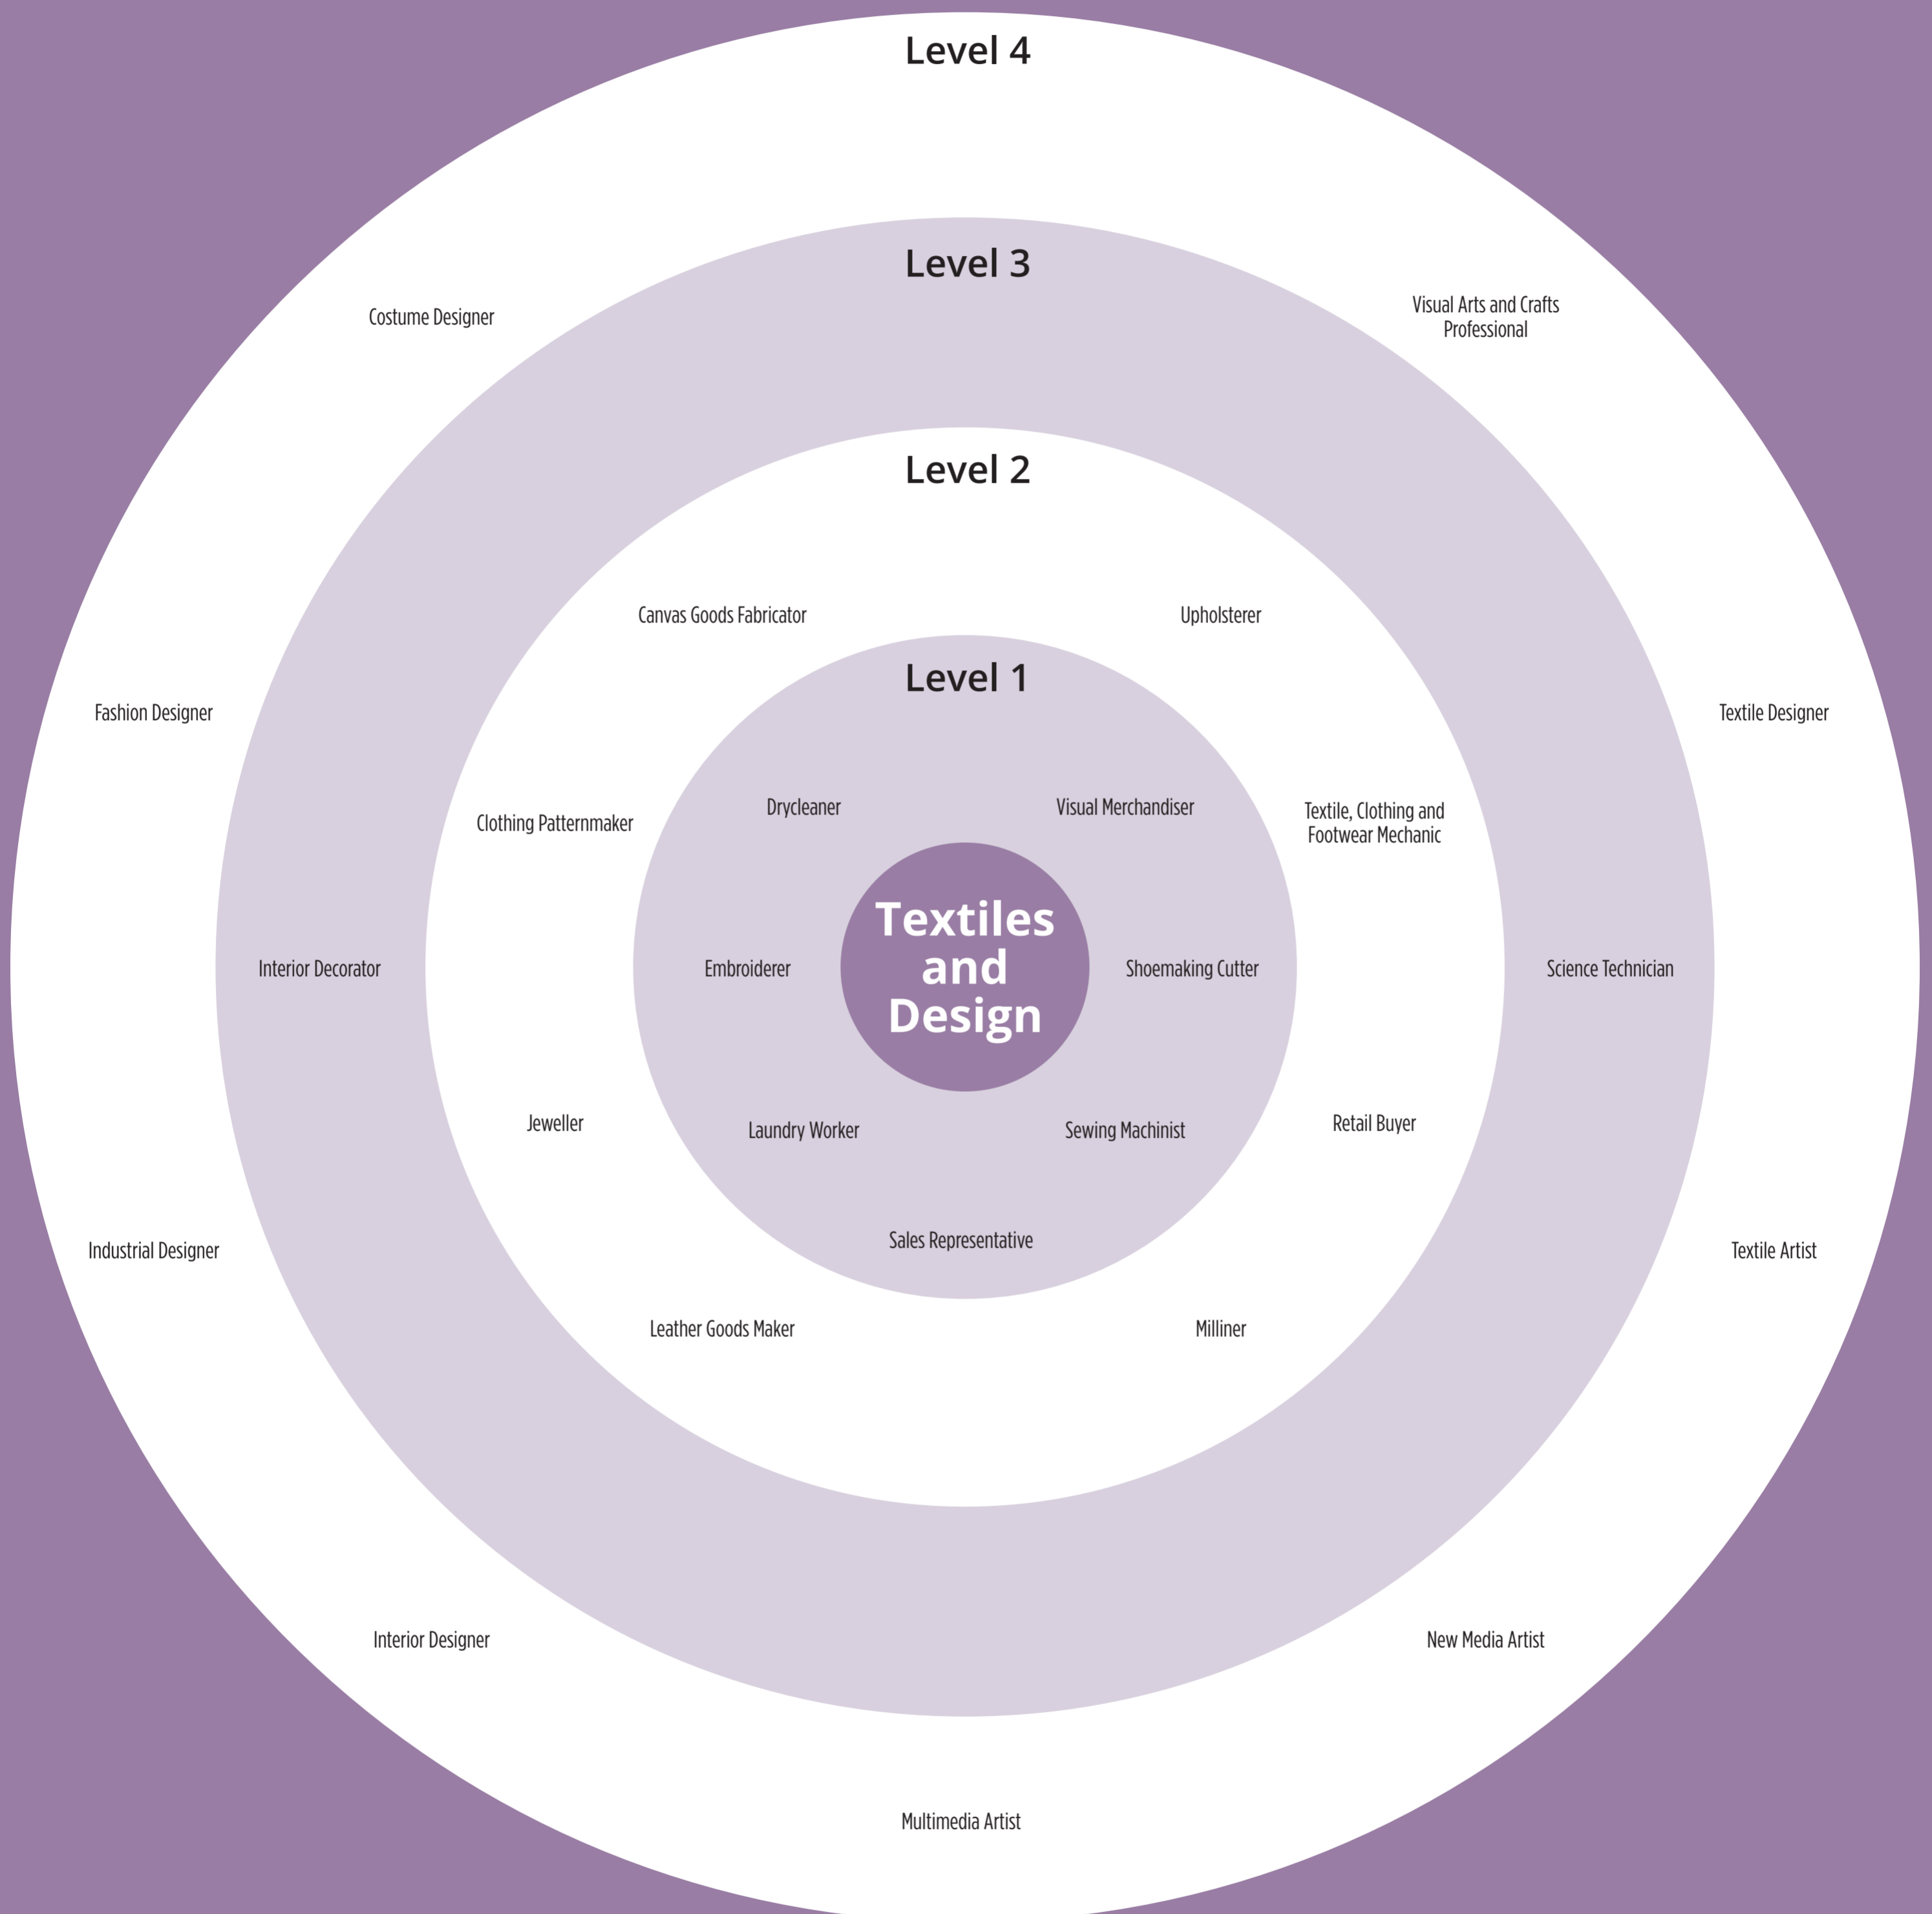 Level 4
Level 3
Costume Designer
Visual Arts and Crafts
Professional
Level 2
Canvas Goods Fabricator
Upholsterer
Level 1
Fashion Designer
Textile Designer
Drycleaner
Visual Merchandiser
Clothing Patternmaker
Textile, Clothing and
Footwear Mechanic
Textiles
and
Design
Interior Decorator
Embroiderer
Shoemaking Cutter
Science Technician
Jeweller
Laundry Worker
Sewing Machinist
Retail Buyer
Sales Representative
Industrial Designer
Textile Artist
Leather Goods Maker
Milliner
Interior Designer
New Media Artist
Multimedia Artist